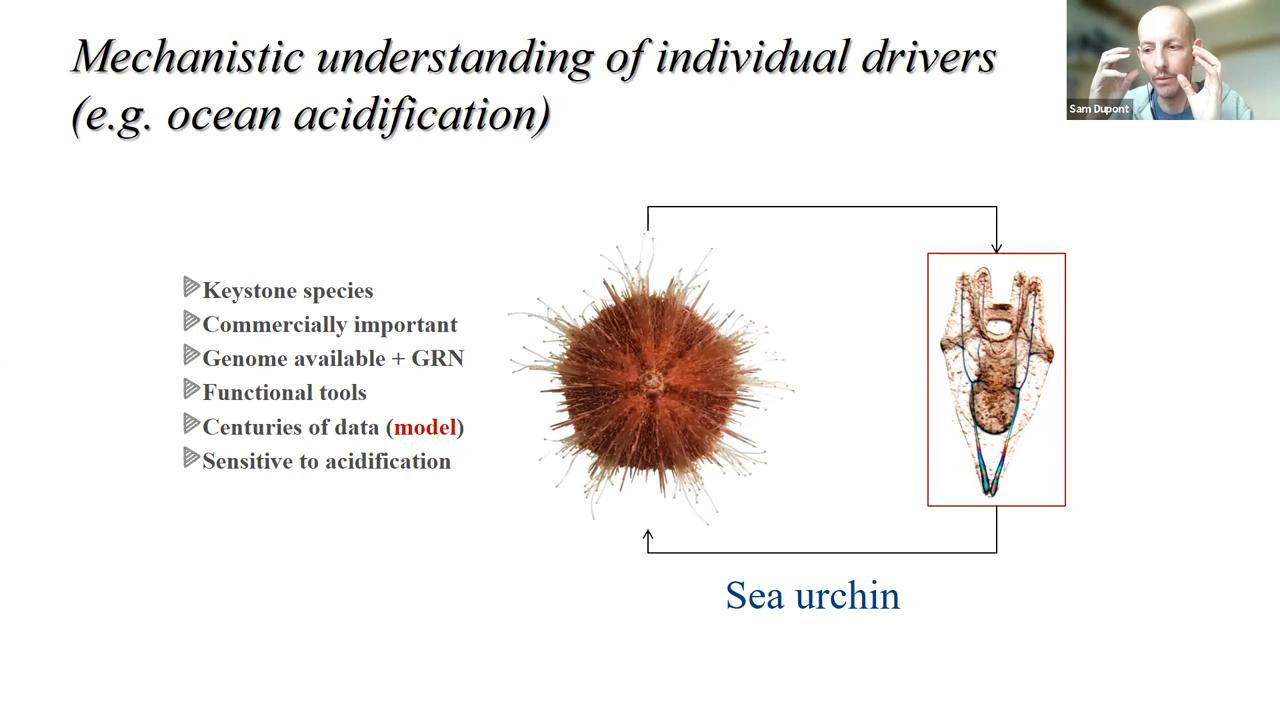 Mechanistic understanding of individual drivers
(e.g. ocean acidification)
Sam Dupont
Keystone species
Commercially important
Genome available + GRN
Functional tools
Centuries of data (model)
Sensitive to acidification
Sea urchin